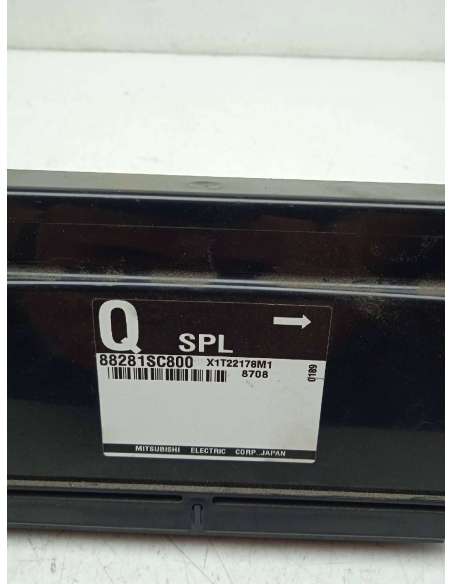 Q SPL
88281SC800 X1T22178M1
8708
0189
MITSUBISHI ELECTRIC CORP. JAPAN